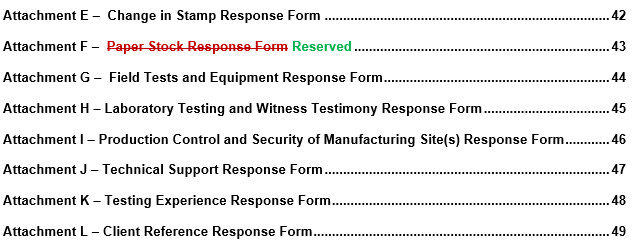 Attachment E – Change in Stamp Response Form ........................................................................ 42
Attachment F – Paper Stock Response Form Reserved ................................................................ 43
Attachment G – Field Tests and Equipment Response Form......................................................... 44
Attachment H – Laboratory Testing and Witness Testimony Response Form ............................... 45
Attachment I – Production Control and Security of Manufacturing Site(s) Response Form........... 46
Attachment J – Technical Support Response Form ....................................................................... 47
Attachment K – Testing Experience Response Form ..................................................................... 48
Attachment L – Client Reference Response Form.......................................................................... 49